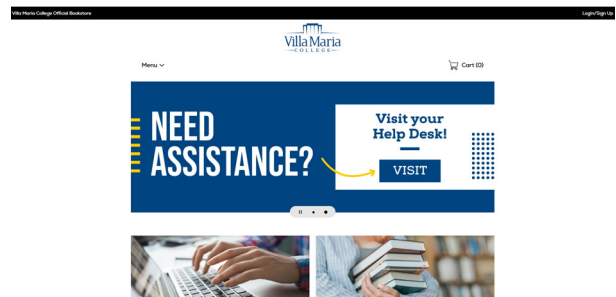 Villa Maria College Official Bookstore
Login/Sign Up
Villa Maria
COLLEGE
Menu
Cart (0)
NEED
ASSISTANCE?
Visit your
Help Desk!
VISIT